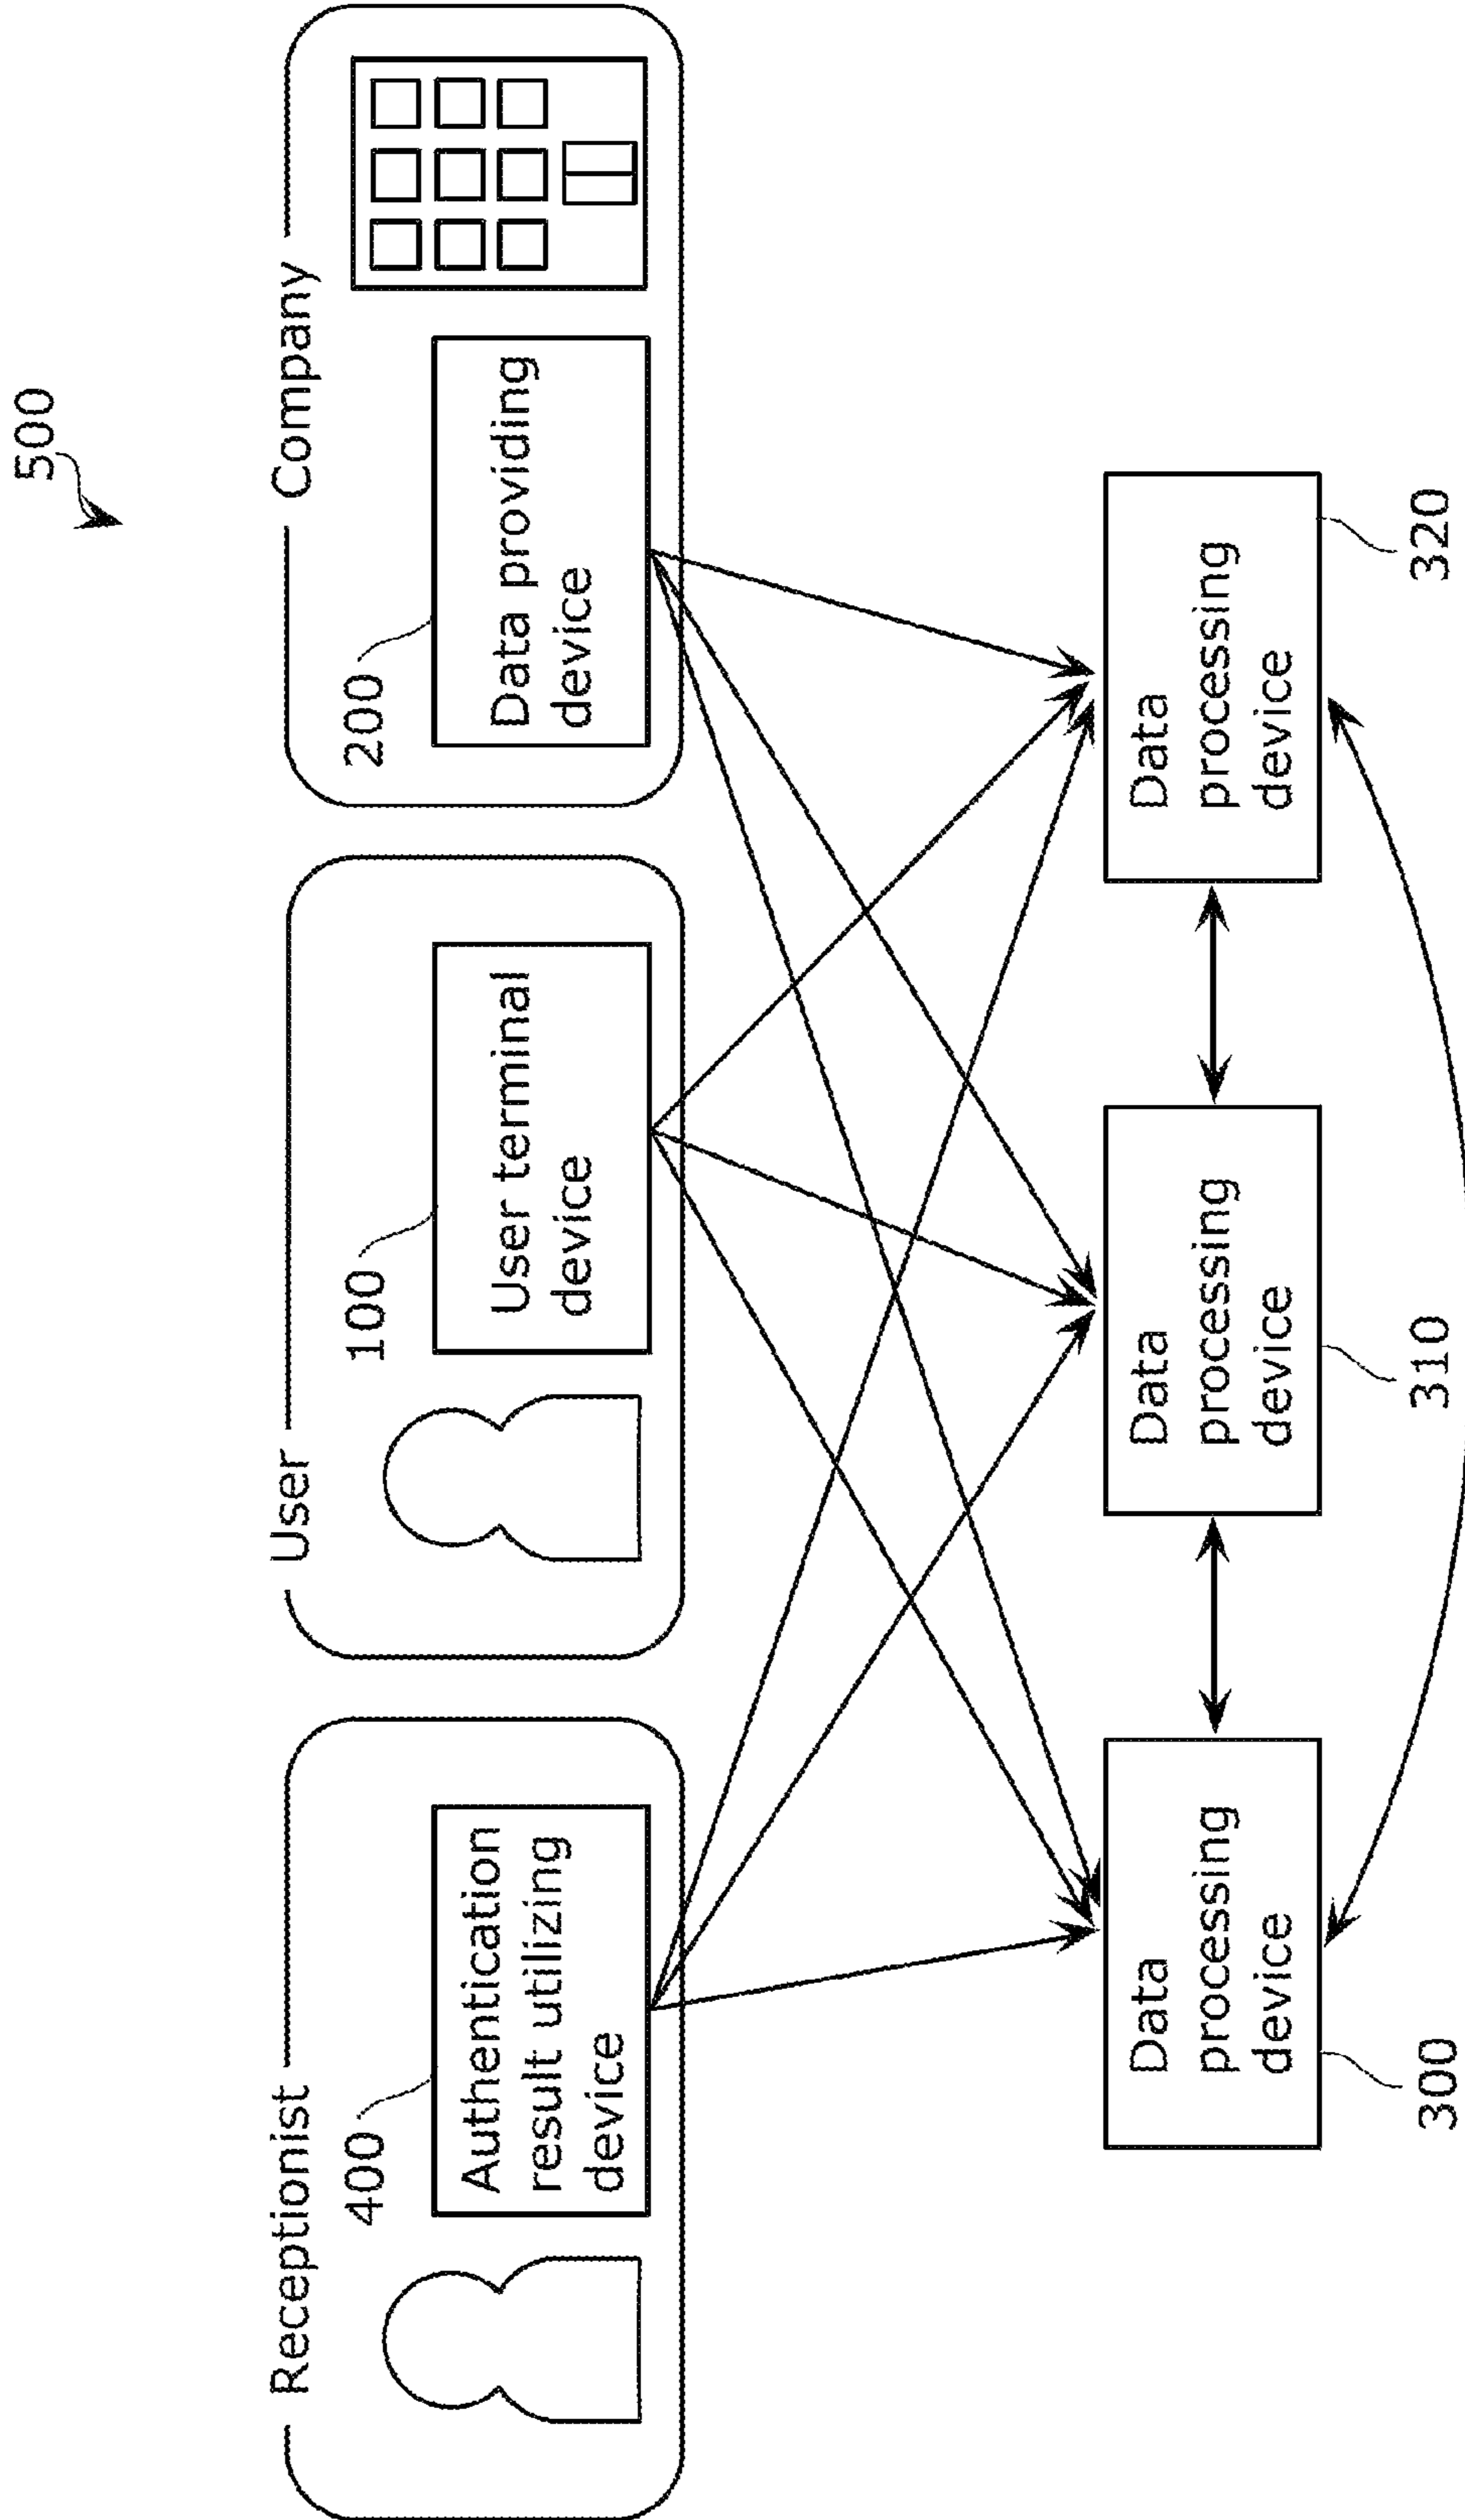 500
Receptionist
400
Authentication
result utilizing
device
User
100
User terminal
device
Company
200
Data providing
device
Data
processing
device
300
Data
processing
device
310
Data
processing
device
320